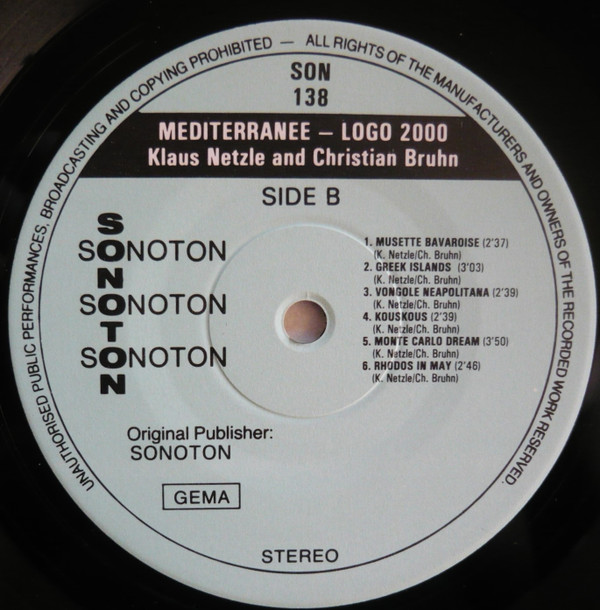 UNAUTHORISED PUBLIC PERFORMANCES, BROADCASTING AND COPYING PROHIBITED — ALL RIGHTS OF THE MANUFACTURERS AND OWNERS OF THE RECORDED WORK RESERVED.
SON
138
MEDITERRANEE – LOGO 2000
Klaus Netzle and Christian Bruhn
SIDE B
SONOTON
SONOTON
SONOTON
SONOTON
1. MUSETTE BAVAROISE (2'37)
(K. Netzle/Ch. Bruhn)
2. GREEK ISLANDS (3'03)
(K. Netzle/Ch. Bruhn)
3. VONGOLE NEAPOLITANA (2'39)
(K. Netzle/Ch. Bruhn)
4. KOUSKOUS (2'39)
(K. Netzle/Ch. Bruhn)
5. MONTE CARLO DREAM (3'50)
(K. Netzle/Ch. Bruhn)
6. RHODOS IN MAY (2'46)
(K. Netzle/Ch. Bruhn)
Original Publisher:
SONOTON
GEMA
STEREO